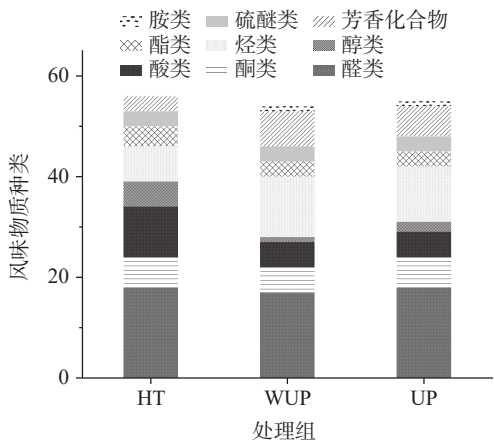 胺类 硫醚类 芳香化合物
酯类 烃类 醇类
酸类 酮类 醛类
60
40
20
0
风味物质种类
HT WUP UP
处理组